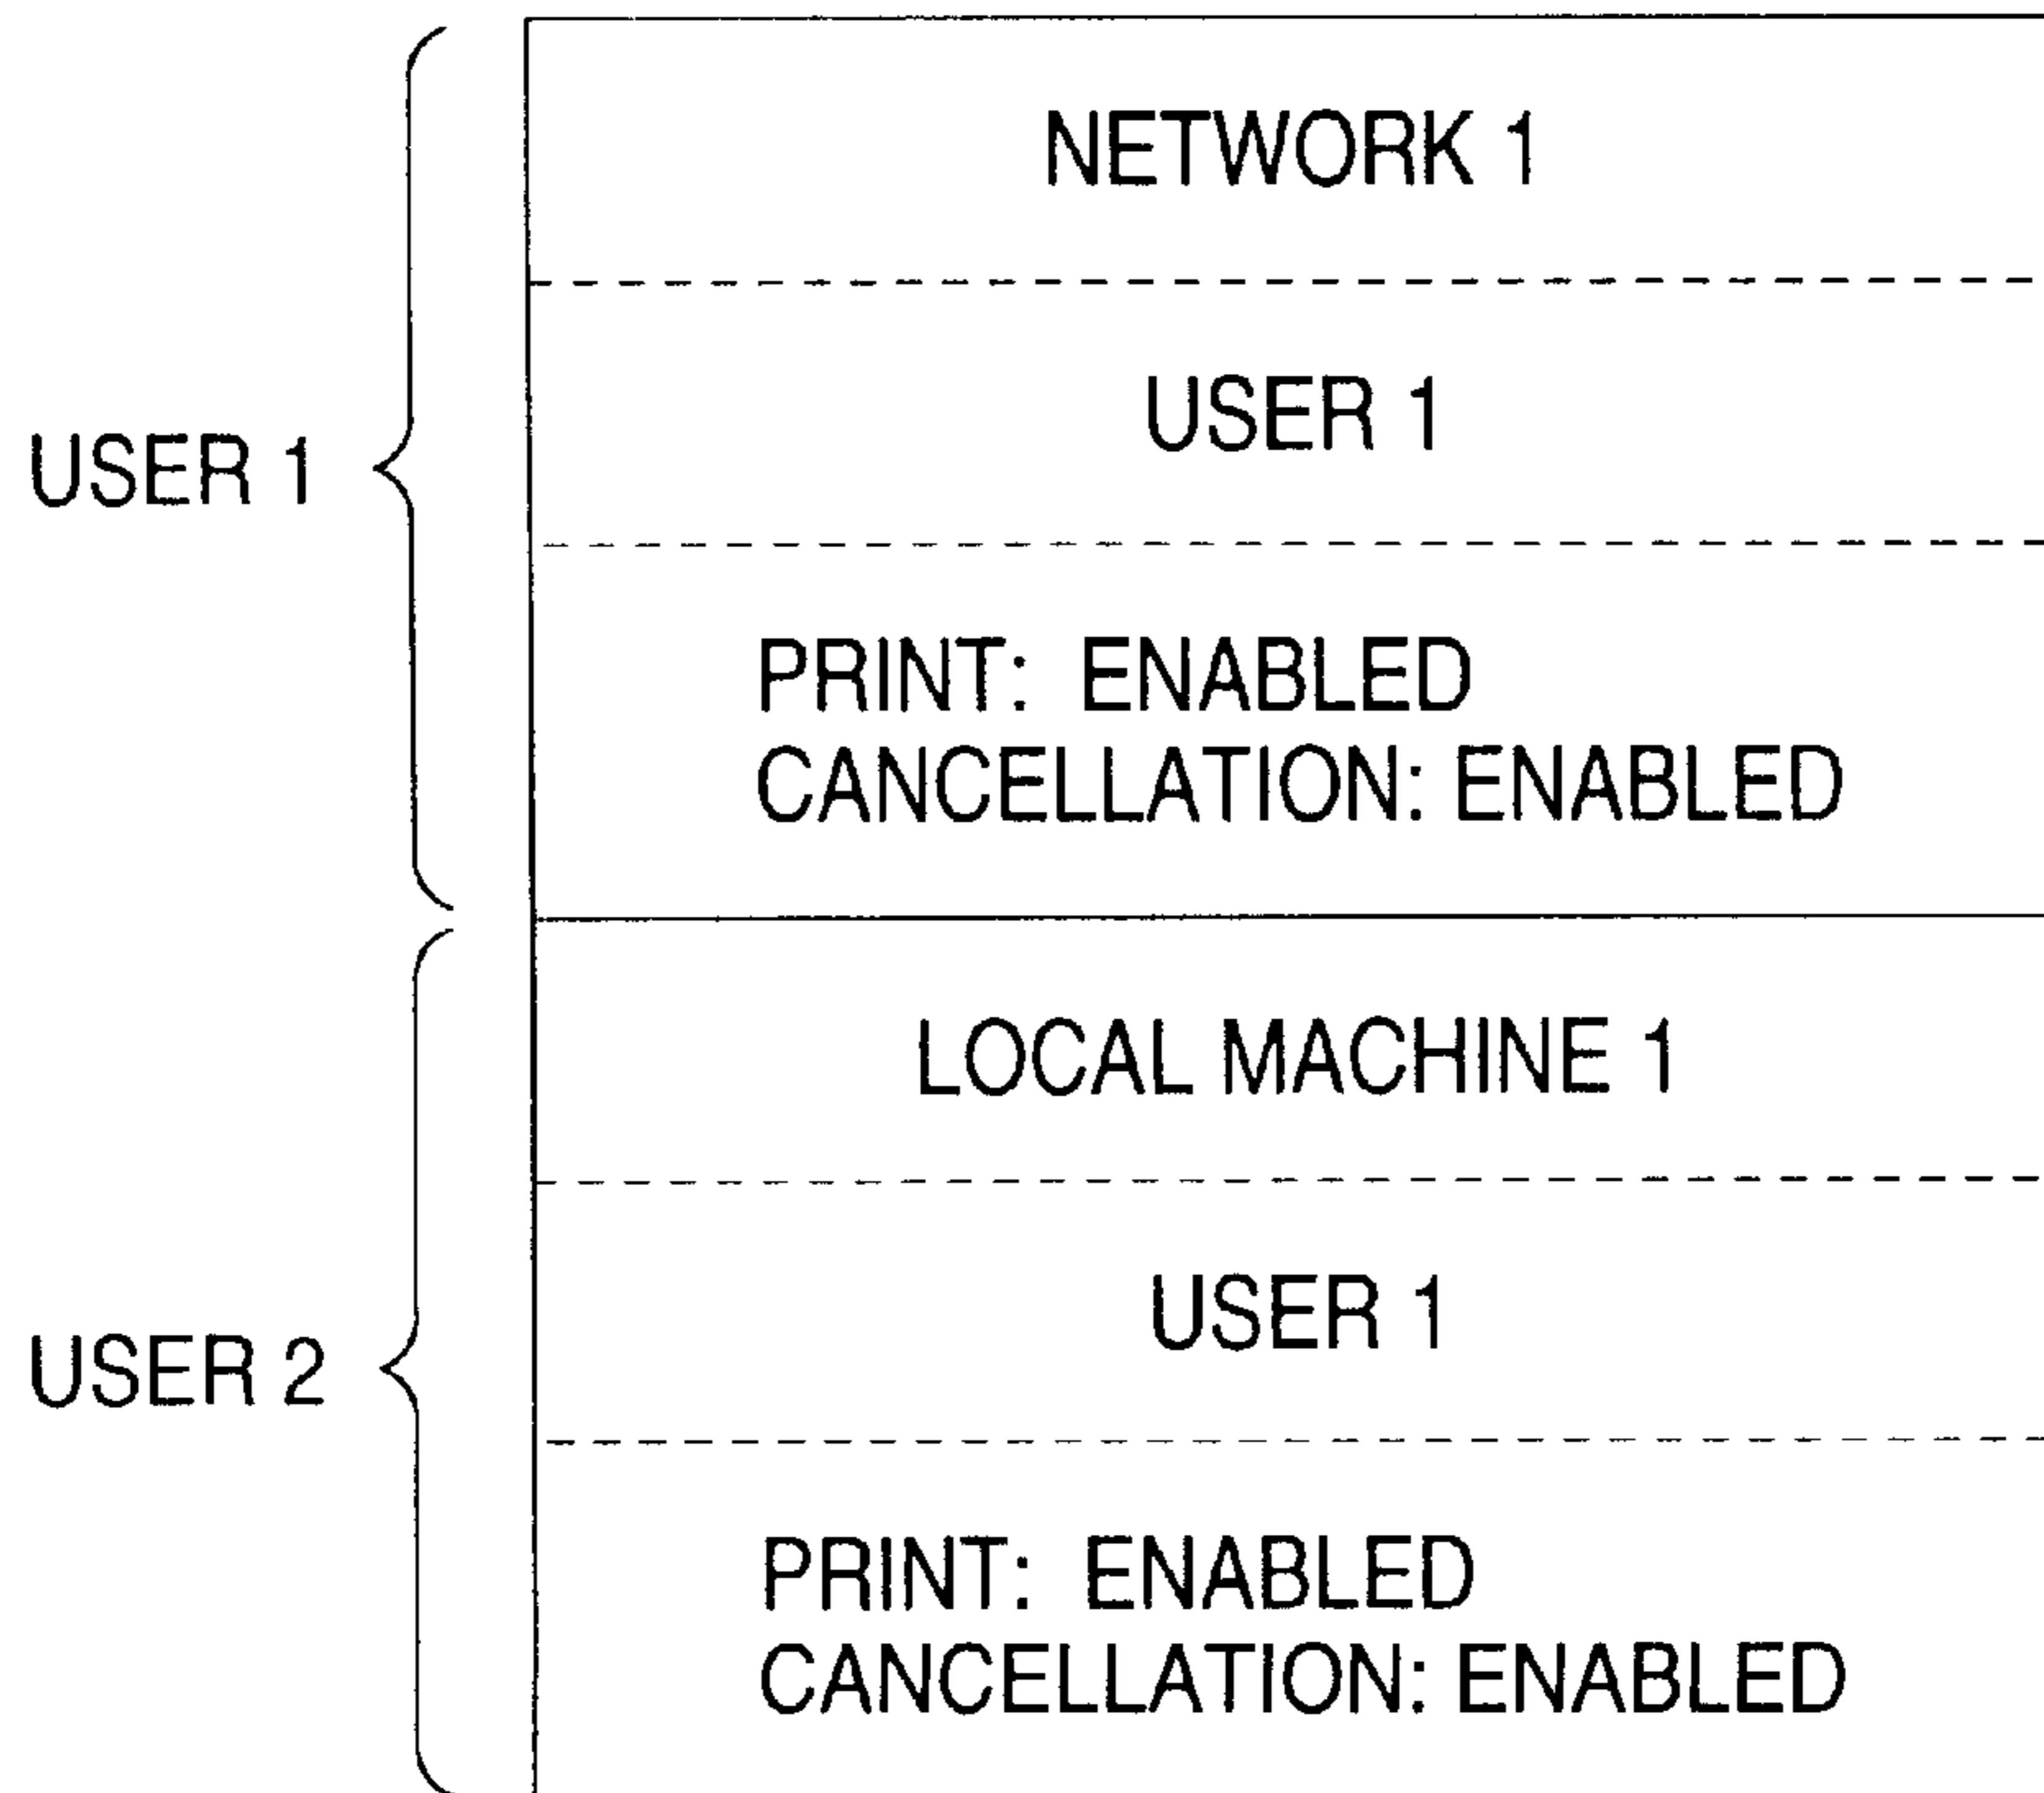 NETWORK 1
USER 1
USER 1
PRINT: ENABLED
CANCELLATION: ENABLED
LOCAL MACHINE 1
USER 1
USER 2
PRINT: ENABLED
CANCELLATION: ENABLED